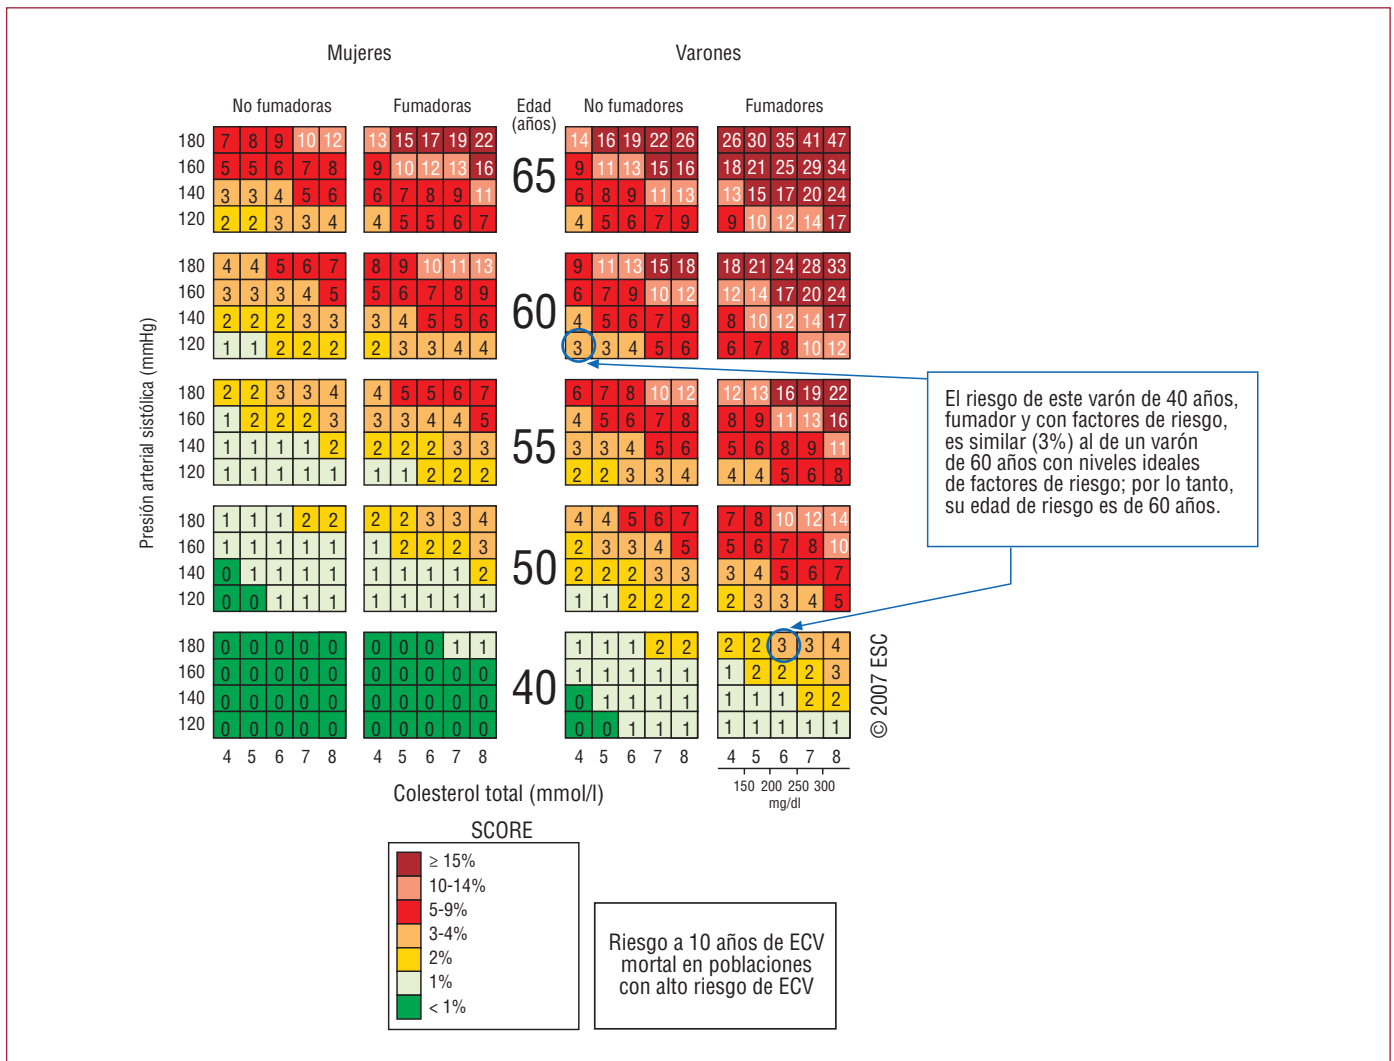 Mujeres Varones
No fumadoras Fumadoras Edad (años) No fumadores Fumadores
Presión arterial sistólica (mmHg)
180 7 8 9 10 12 13 15 17 19 22 14 16 19 22 26 26 30 35 41 47
160 5 5 6 7 8 9 10 12 13 16 65 9 11 13 15 16 18 21 25 29 34
140 3 3 4 5 6 6 7 8 9 11 6 8 9 11 13 13 15 17 20 24
120 2 2 3 3 4 4 5 5 6 7 4 5 6 7 9 9 10 12 14 17
180 4 4 5 6 7 8 9 10 11 13 9 11 13 15 18 18 21 24 28 33
160 3 3 3 4 5 5 6 7 8 9 60 6 7 9 10 12 12 14 17 20 24
140 2 2 2 3 3 3 4 5 5 6 4 5 6 7 9 8 10 12 14 17
120 1 1 2 2 2 2 3 3 4 4 3 3 4 5 6 6 7 8 10 12
180 2 2 3 3 4 4 5 5 6 7 6 7 8 10 12 12 13 16 19 22
160 1 2 2 2 3 3 3 4 4 5 55 4 5 6 7 8 8 9 11 13 16
140 1 1 1 1 2 2 2 2 3 3 3 3 4 5 6 5 6 8 9 11
120 1 1 1 1 1 1 1 2 2 2 2 2 3 3 4 4 4 5 6 8
180 1 1 1 2 2 2 2 3 3 4 4 4 5 6 7 7 8 10 12 14
160 1 1 1 1 1 1 2 2 2 3 50 2 3 3 4 5 5 6 7 8 10
140 0 1 1 1 1 1 1 1 1 2 2 2 2 3 3 3 4 5 6 7
120 0 0 1 1 1 1 1 1 1 1 1 1 2 2 2 2 3 3 4 5
180 0 0 0 0 0 0 0 0 1 1 1 1 1 2 2 2 2 3 3 4
160 0 0 0 0 0 0 0 0 0 0 40 1 1 1 1 1 1 2 2 2 3
140 0 0 0 0 0 0 0 0 0 0 0 1 1 1 1 1 1 1 2 2
120 0 0 0 0 0 0 0 0 0 0 0 0 1 1 1 1 1 1 1 1
4 5 6 7 8 4 5 6 7 8 4 5 6 7 8 4 5 6 7 8
150 200 250 300
mg/dl
Colesterol total (mmol/l)
© 2007 ESC
El riesgo de este varón de 40 años,
fumador y con factores de riesgo,
es similar (3%) al de un varón
de 60 años con niveles ideales
de factores de riesgo; por lo tanto,
su edad de riesgo es de 60 años.
SCORE
≥ 15%
10-14%
5-9%
3-4%
2%
1%
< 1%
Riesgo a 10 años de ECV
mortal en poblaciones
con alto riesgo de ECV